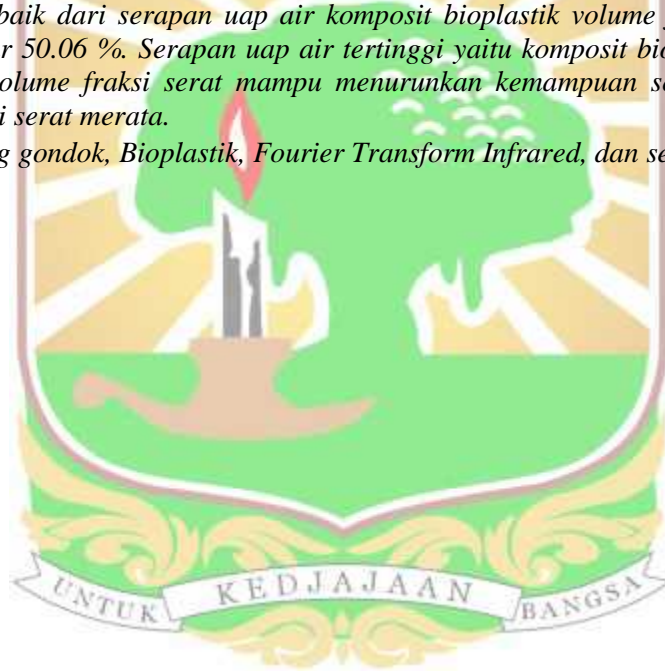 baik dari serapan uap air komposit bioplastik volume
r 50.06 %. Serapan uap air tertinggi yaitu komposit bio
volume fraksi serat mampu menurunkan kemampuan se
i serat merata.
g gondok, Bioplastik, Fourier Transform Infrared, dan se
UNTUK KEDJAJAAN BANGSA